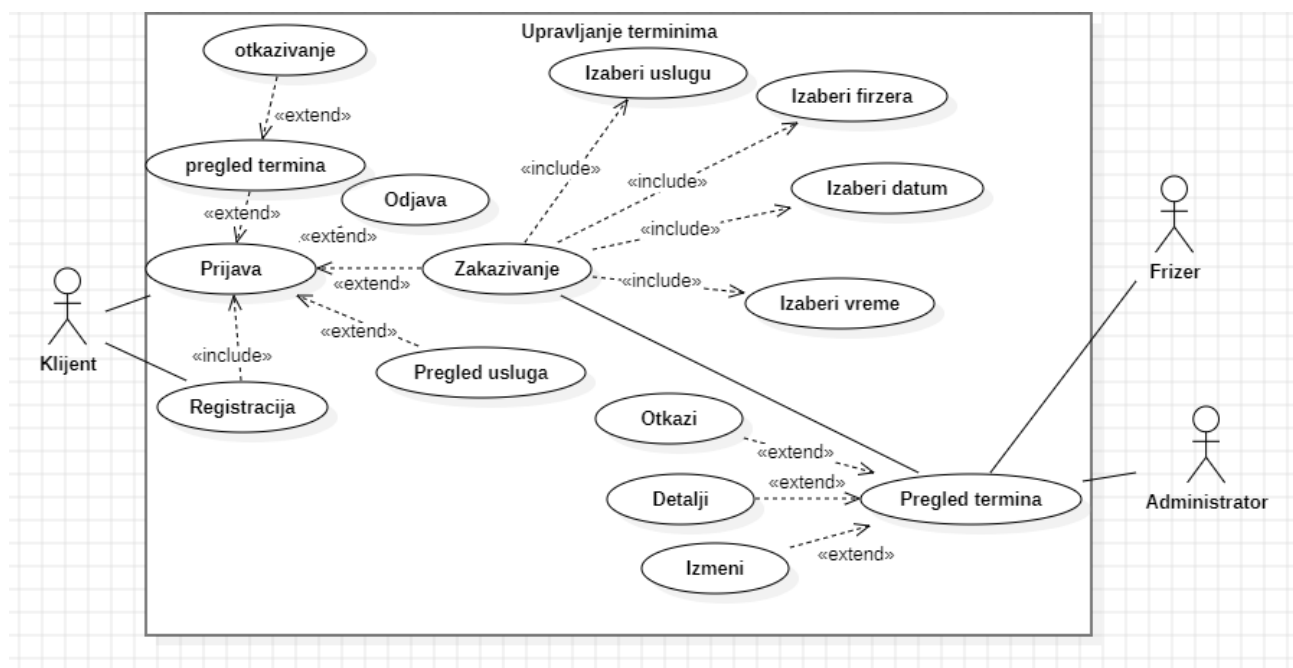 Upravljanje terminima
otkazivanje
Izaberi uslugu
Izaberi firzera
«extend»
pregled termina
«include»
«include»
Izaberi datum
Odjava
«extend»
«extend»
«include»
Prijava
Zakazivanje
Frizer
«extend»
«include»
Izaberi vreme
«extend»
Klijent
«include»
Pregled usluga
Registracija
Otkazi
«extend»
«extend»
Detalji
Pregled termina
Administrator
«extend»
Izmeni